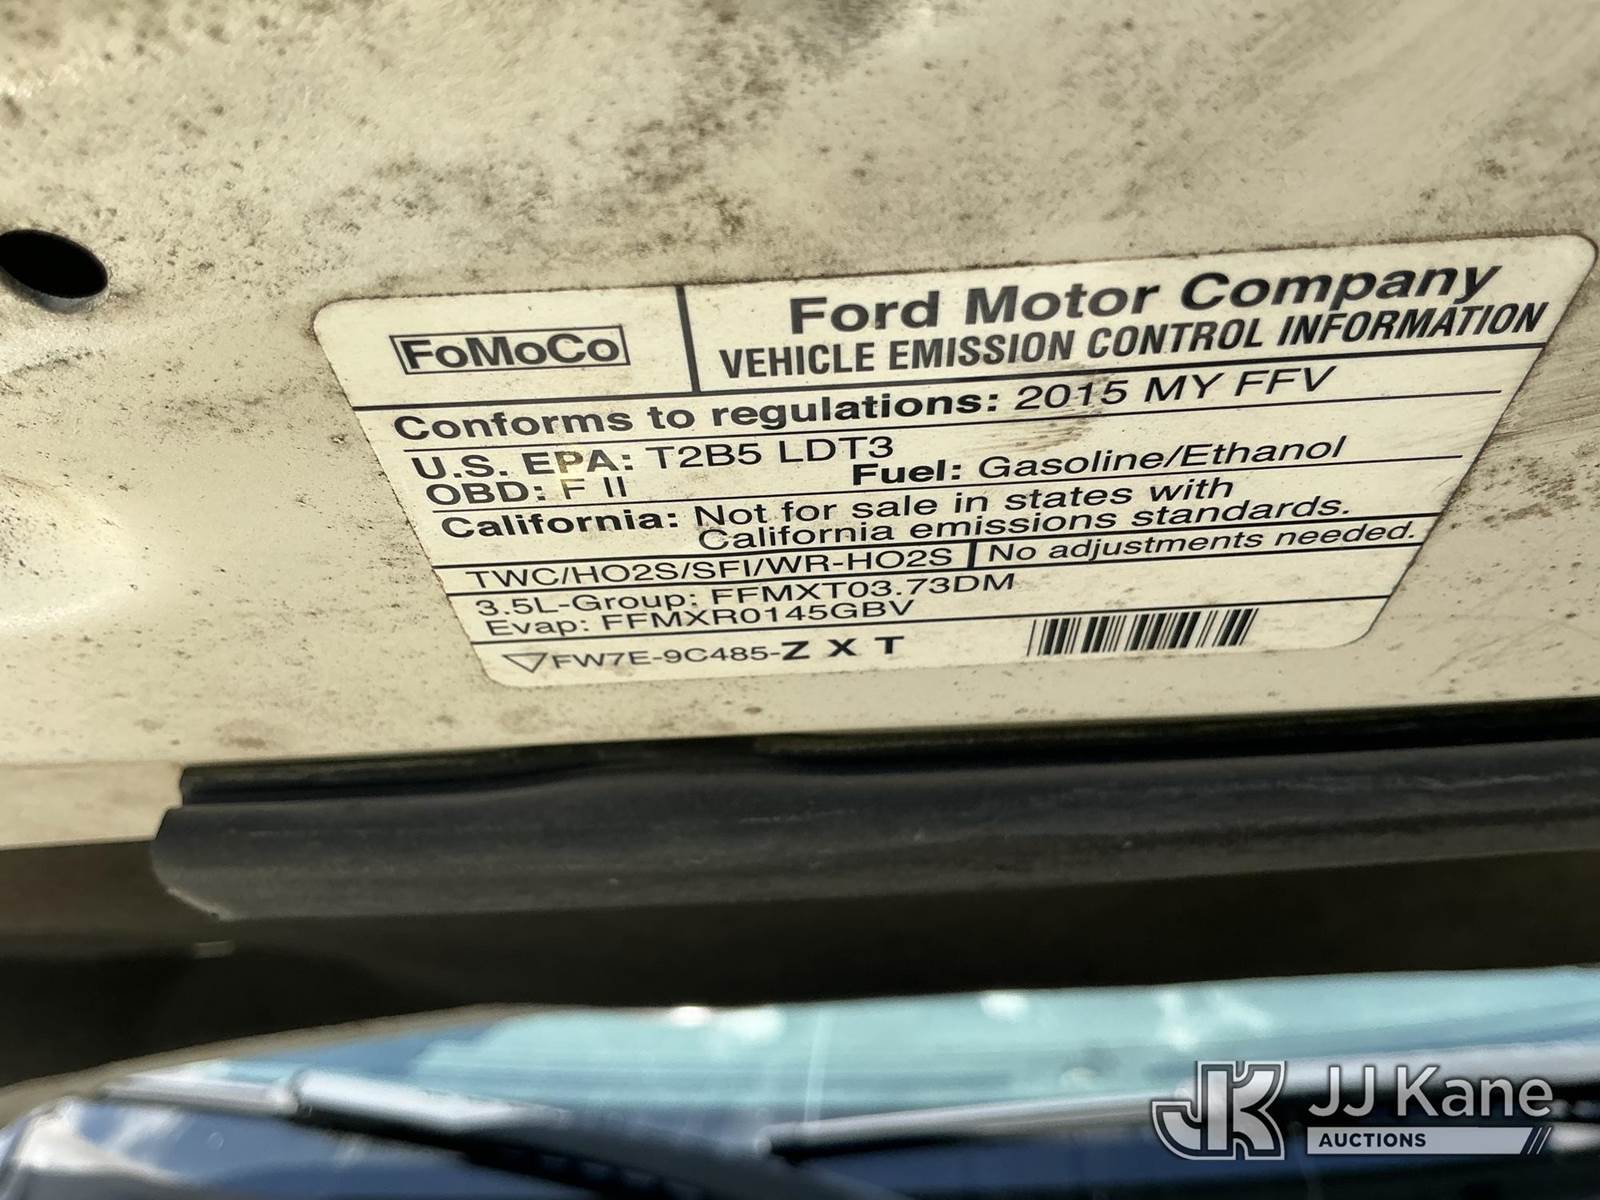 FoMoCo
Ford Motor Company
VEHICLE EMISSION CONTROL INFORMATION
Conforms to regulations: 2015 MY FFV
U.S. EPA: T2B5 LDT3
OBD: F II Fuel: Gasoline/Ethanol
California: Not for sale in states with
California emissions standards.
TWC/HO2S/SFI/WR-HO2S No adjustments needed.
3.5L-Group: FFMXT03.73DM
Evap: FFMXR0145GBV
FW7E-9C485-Z X T
JK JJ Kane
AUCTIONS